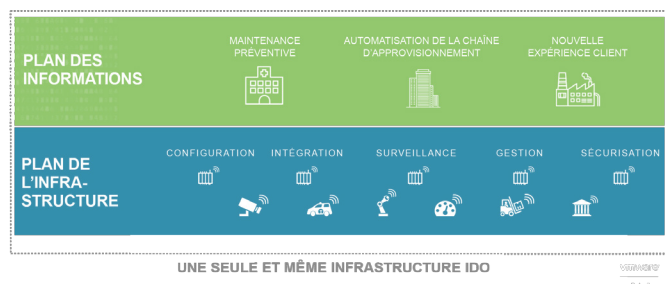 PLAN DES
INFORMATIONS
MAINTENANCE
PRÉVENTIVE
AUTOMATISATION DE LA CHAÎNE
D'APPROVISIONNEMENT
NOUVELLE
EXPÉRIENCE CLIENT
PLAN DE
L'INFRA-
STRUCTURE
CONFIGURATION
INTÉGRATION
SURVEILLANCE
GESTION
SÉCURISATION
UNE SEULE ET MÊME INFRASTRUCTURE IDO
vmware